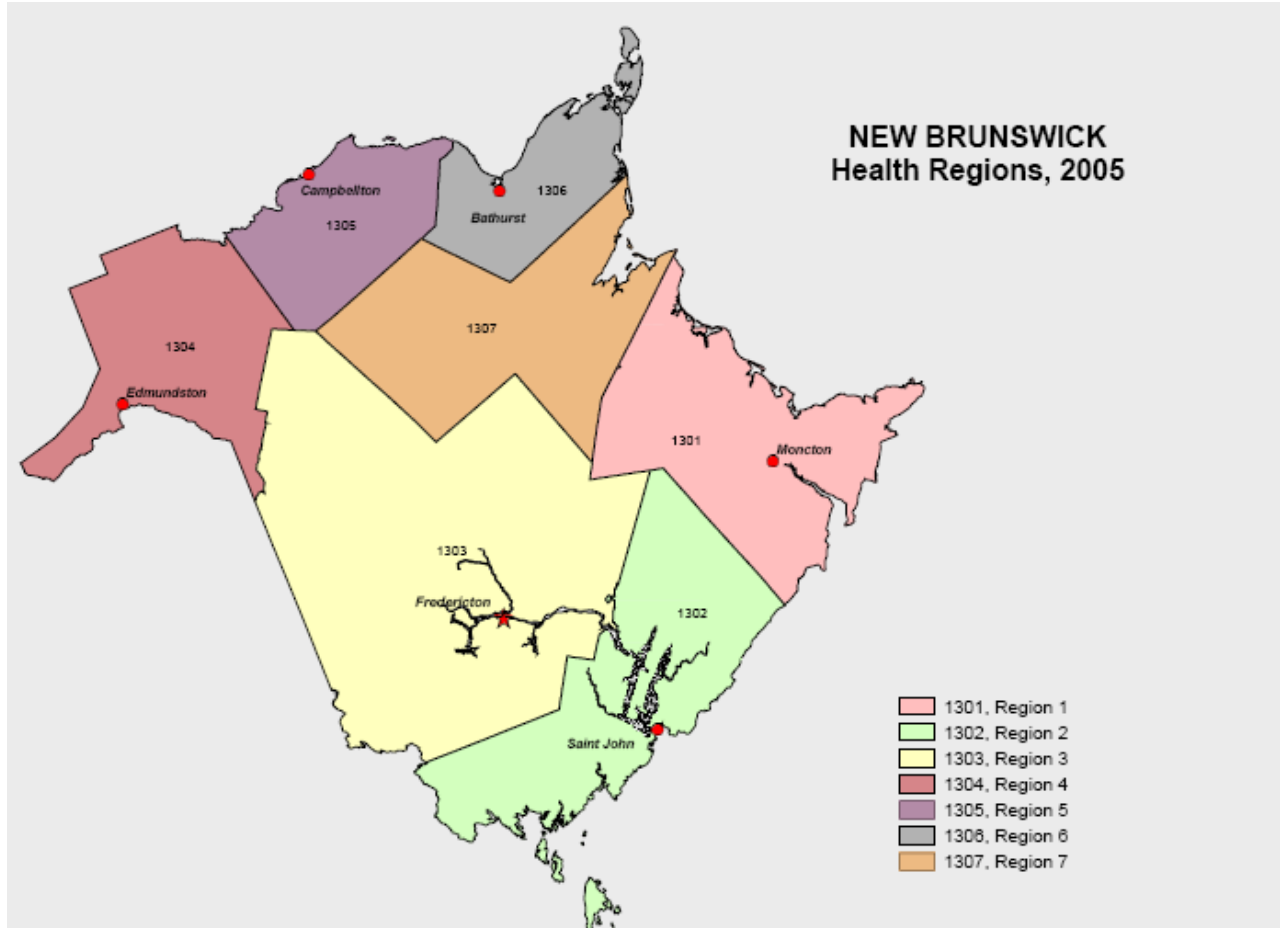 NEW BRUNSWICK
Health Regions, 2005
Campbellton
1305
1306
Bathurst
1304
Edmundston
1307
1301
Moncton
1303
Fredericton
1302
Saint John
1301, Region 1
1302, Region 2
1303, Region 3
1304, Region 4
1305, Region 5
1306, Region 6
1307, Region 7